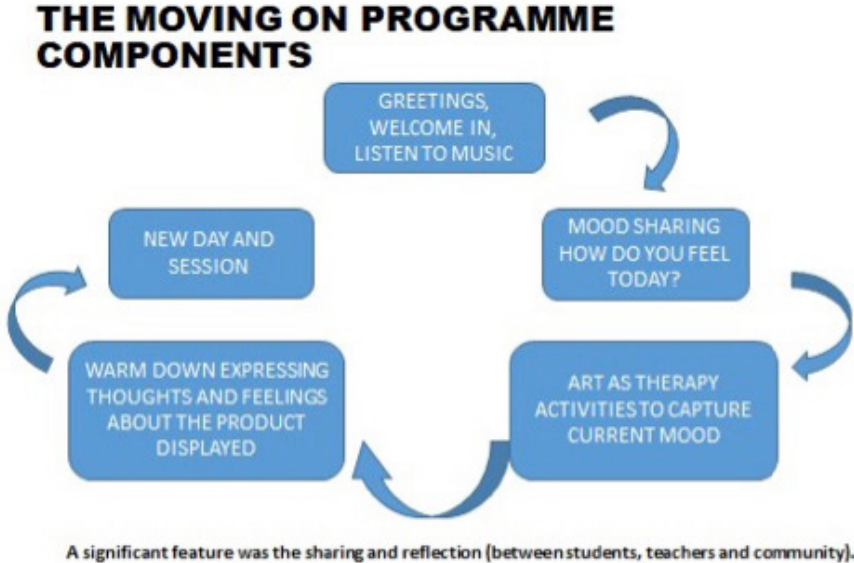 THE MOVING ON PROGRAMME
COMPONENTS
GREETINGS,
WELCOME IN,
LISTEN TO MUSIC
MOOD SHARING
HOW DO YOU FEEL
TODAY?
ART AS THERAPY
ACTIVITIES TO CAPTURE
CURRENT MOOD
WARM DOWN EXPRESSING
THOUGHTS AND FEELINGS
ABOUT THE PRODUCT
DISPLAYED
NEW DAY AND
SESSION
A significant feature was the sharing and reflection (between students, teachers and community).